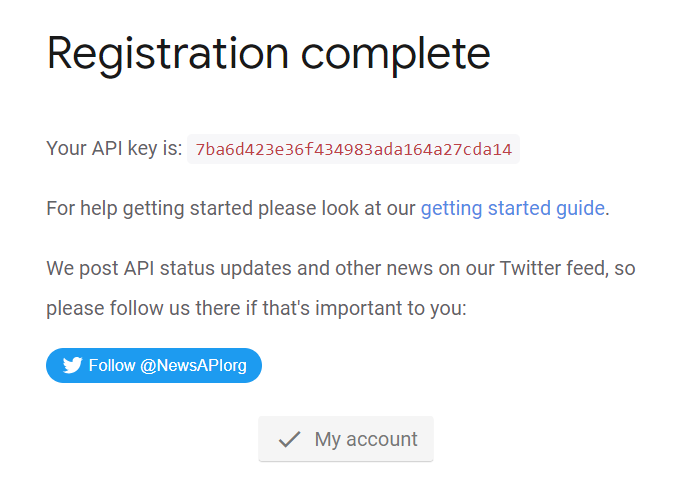 Registration complete
Your API key is: 7ba6d423e36f434983ada164a27cda14
For help getting started please look at our getting started guide.
We post API status updates and other news on our Twitter feed, so
please follow us there if that's important to you:
Follow @NewsAPIorg
My account